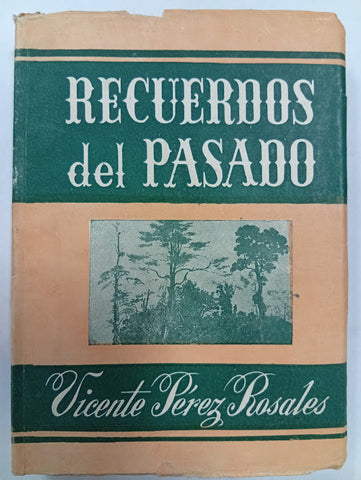 RECUERDOS
del PASADO
Vicente Pérez Rosales